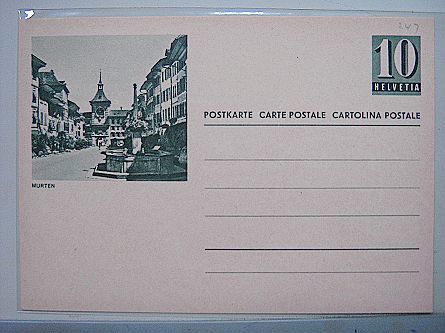 247
10
HELVETIA
POSTKARTE CARTE POSTALE CARTOLINA POSTALE
MURTEN